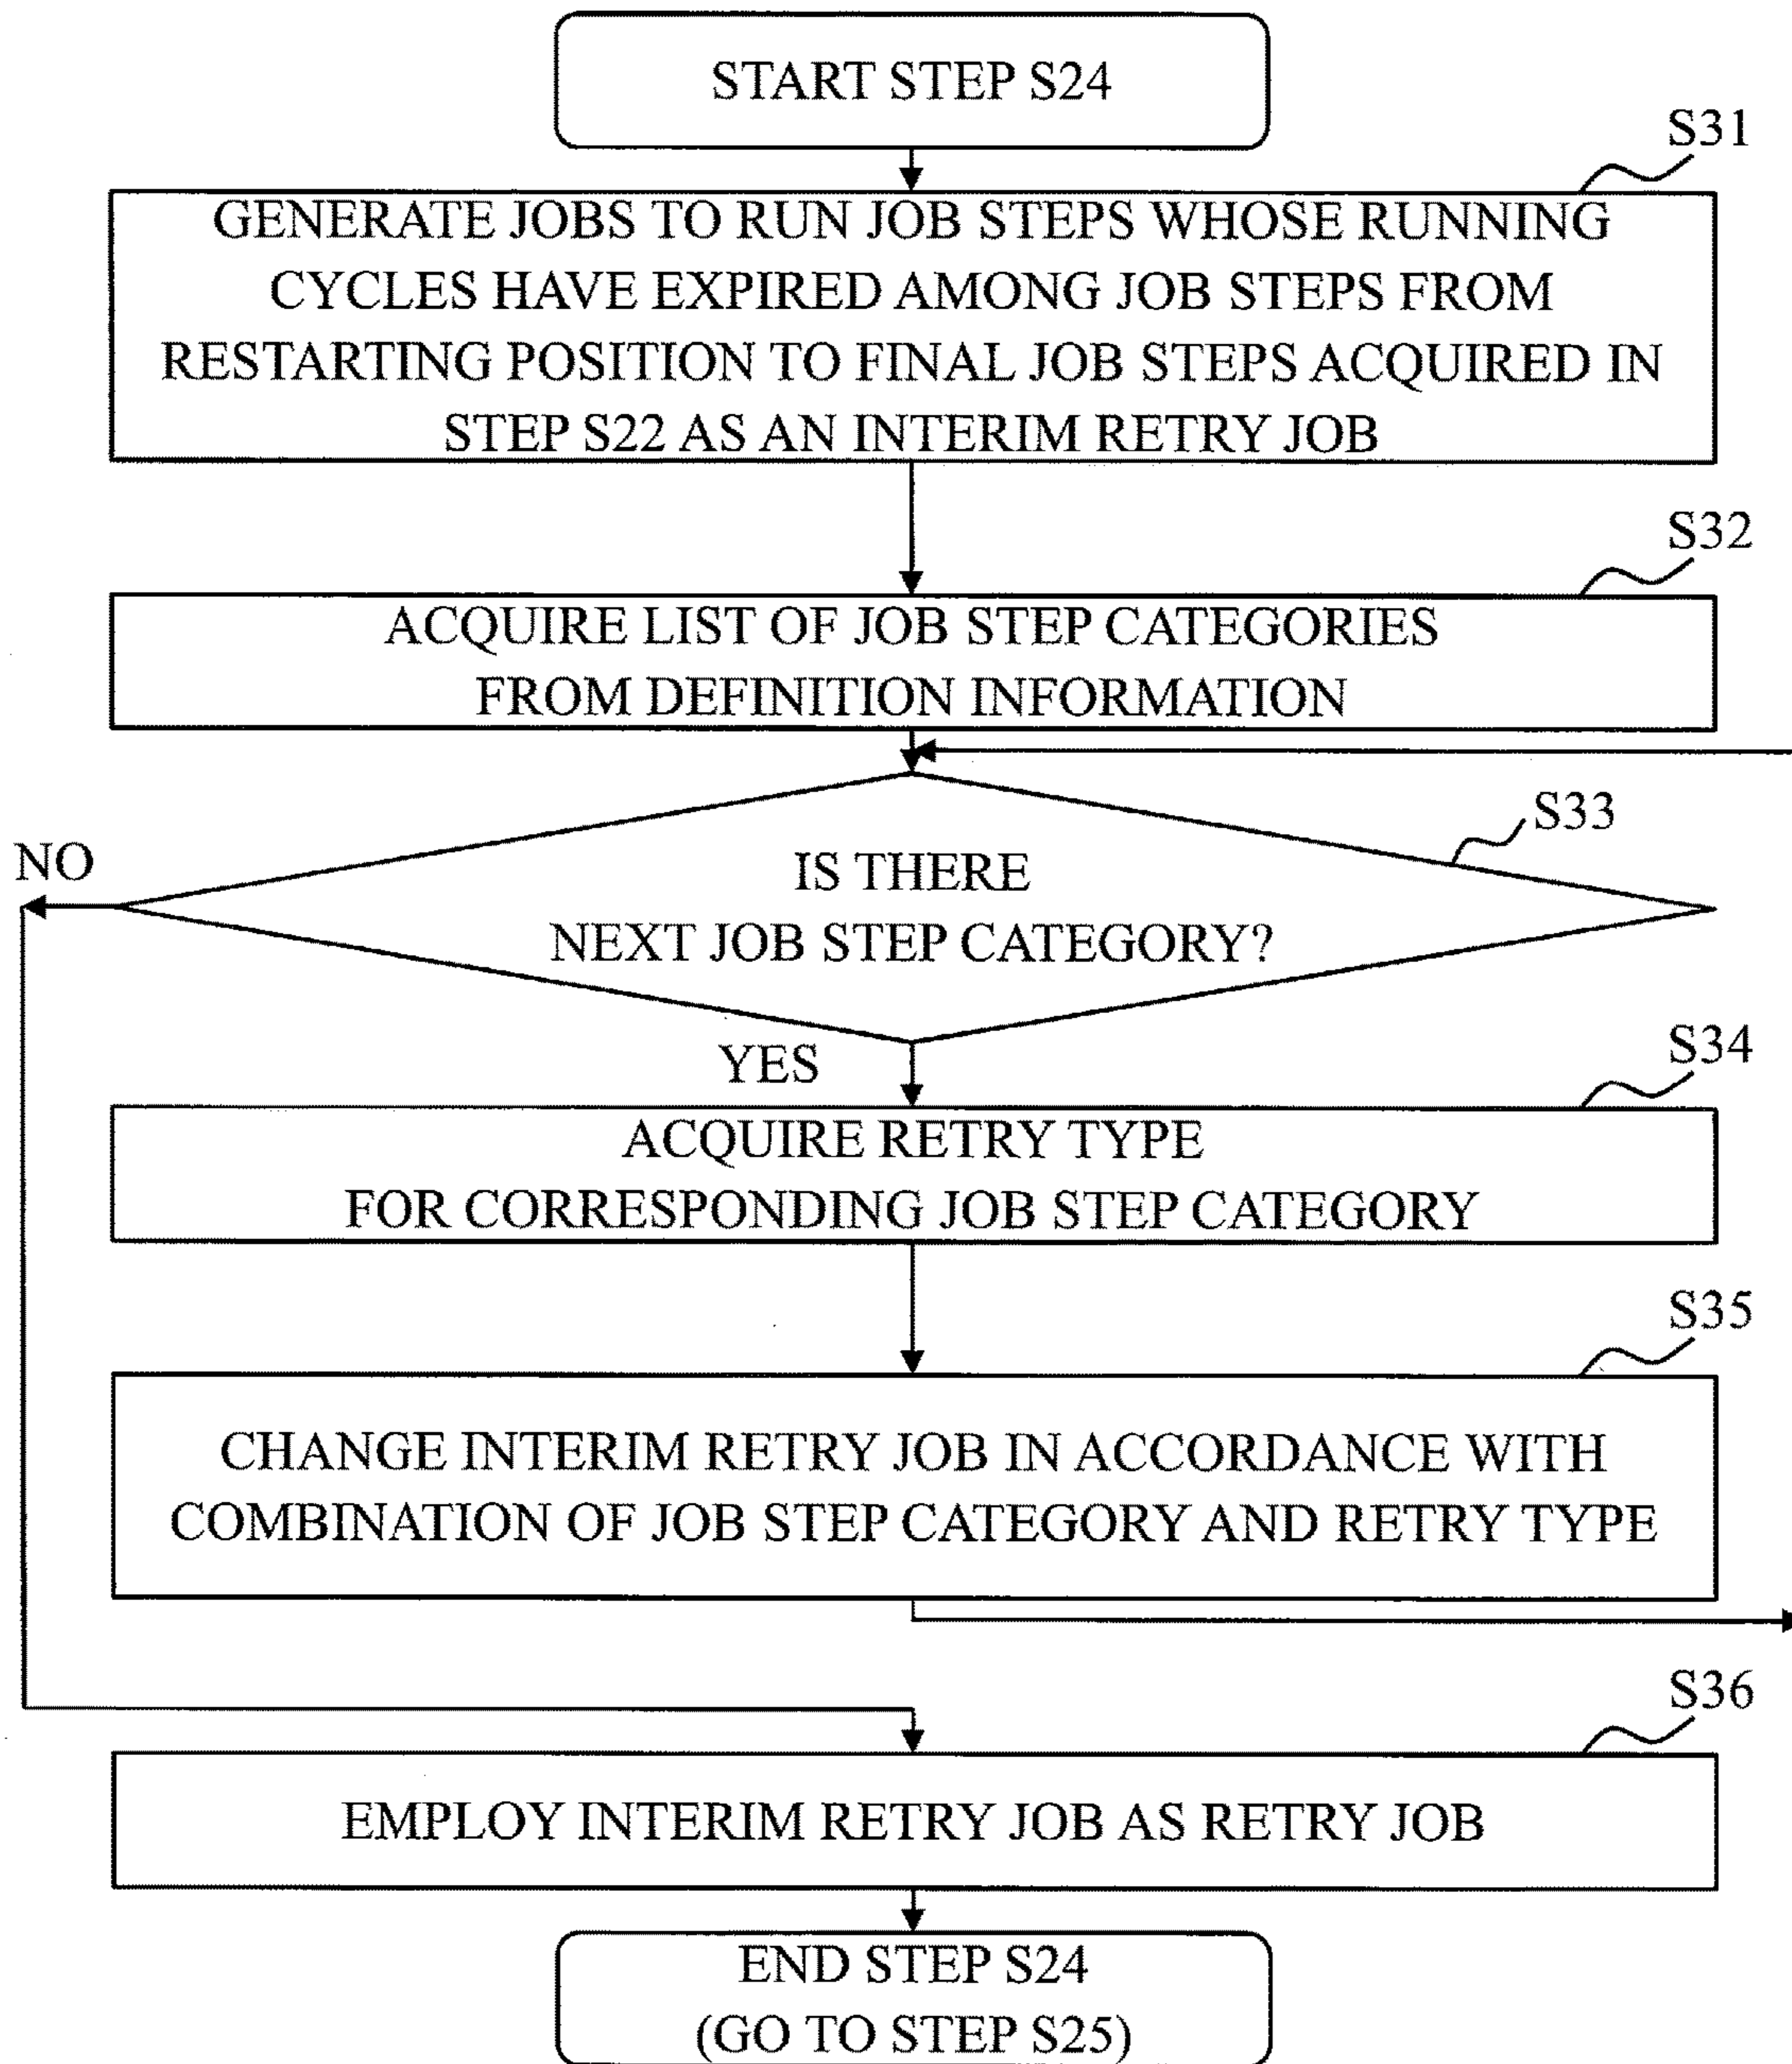 START STEP S24
S31
GENERATE JOBS TO RUN JOB STEPS WHOSE RUNNING
CYCLES HAVE EXPIRED AMONG JOB STEPS FROM
RESTARTING POSITION TO FINAL JOB STEPS ACQUIRED IN
STEP S22 AS AN INTERIM RETRY JOB
S32
ACQUIRE LIST OF JOB STEP CATEGORIES
FROM DEFINITION INFORMATION
S33
NO
IS THERE
NEXT JOB STEP CATEGORY?
YES
S34
ACQUIRE RETRY TYPE
FOR CORRESPONDING JOB STEP CATEGORY
S35
CHANGE INTERIM RETRY JOB IN ACCORDANCE WITH
COMBINATION OF JOB STEP CATEGORY AND RETRY TYPE
S36
EMPLOY INTERIM RETRY JOB AS RETRY JOB
END STEP S24
(GO TO STEP S25)